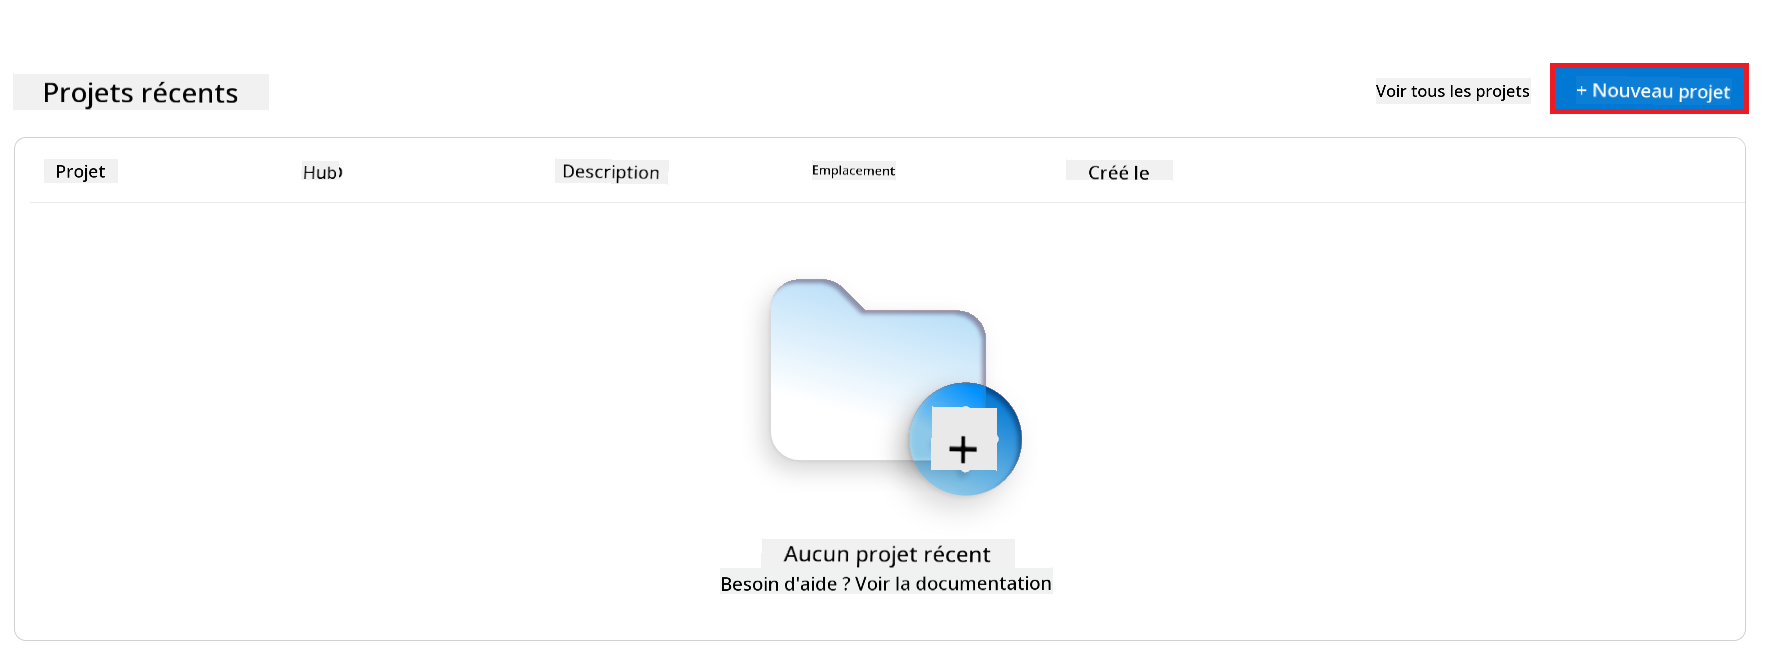 Projets récents
Voir tous les projets
+ Nouveau projet
Projet Hub Description Emplacement Créé le
+
Aucun projet récent
Besoin d'aide ? Voir la documentation